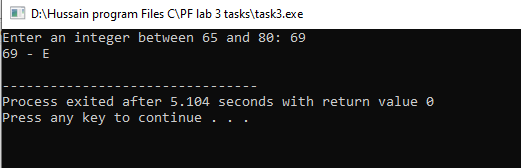 D:\Hussain program Files C\PF lab 3 tasks\task3.exe
Enter an integer between 65 and 80: 69
69 - E
--------------------------------
Process exited after 5.104 seconds with return value 0
Press any key to continue . . .